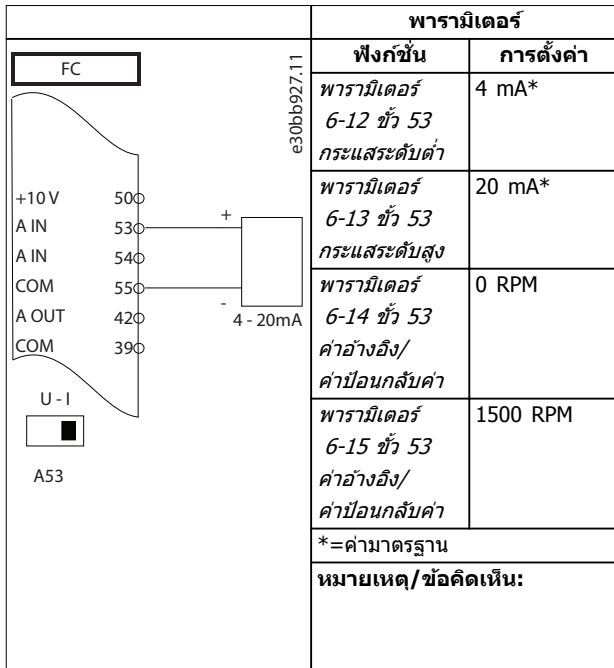 FC
e30bb927.11
+10 V 50
A IN 53
A IN 54
COM 55
A OUT 42
COM 39
+
-
4 - 20mA
U - I
A53
พารามิเตอร์
ฟังก์ชั่น การตั้งค่า
พารามิเตอร์ 4 mA*
6-12 ขั้ว 53
กระแสระดับต่ำ
พารามิเตอร์ 20 mA*
6-13 ขั้ว 53
กระแสระดับสูง
พารามิเตอร์ 0 RPM
6-14 ขั้ว 53
ค่าอ้างอิง/
ค่าป้อนกลับค่า
พารามิเตอร์ 1500 RPM
6-15 ขั้ว 53
ค่าอ้างอิง/
ค่าป้อนกลับค่า
*=ค่ามาตรฐาน
หมายเหตุ/ข้อคิดเห็น: